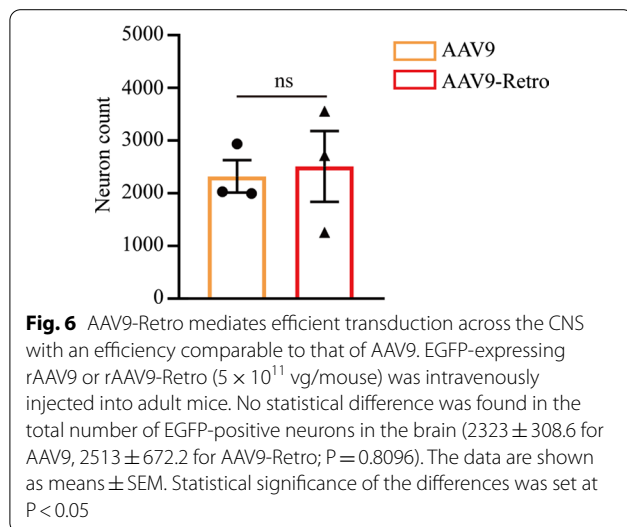 5000
4000
3000
2000
1000
0
Neuron count
ns
AAV9
AAV9-Retro
Fig. 6 AAV9-Retro mediates efficient transduction across the CNS
with an efficiency comparable to that of AAV9. EGFP-expressing
rAAV9 or rAAV9-Retro (5 × 10¹¹ vg/mouse) was intravenously
injected into adult mice. No statistical difference was found in the
total number of EGFP-positive neurons in the brain (2323 ± 308.6 for
AAV9, 2513 ± 672.2 for AAV9-Retro; P = 0.8096). The data are shown
as means ± SEM. Statistical significance of the differences was set at
P < 0.05